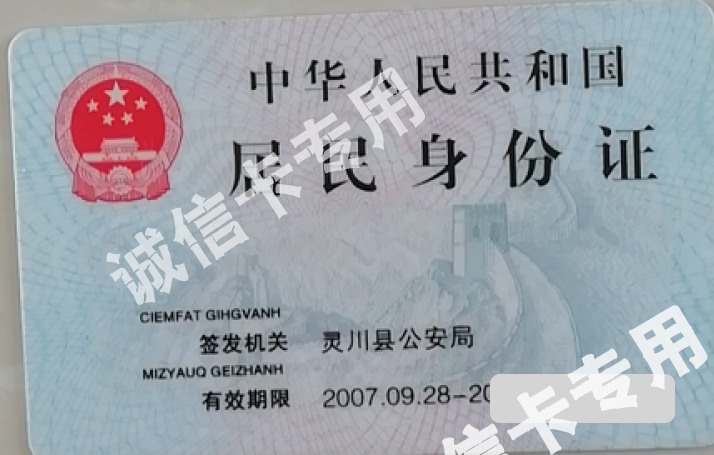 中华人民共和国
居民身份证
诚信卡专用
CIEMFAT GIHGVANH
签发机关 灵川县公安局
MIZYAUQ GEIZHANH
有效期限 2007.09.28-20
信卡专用